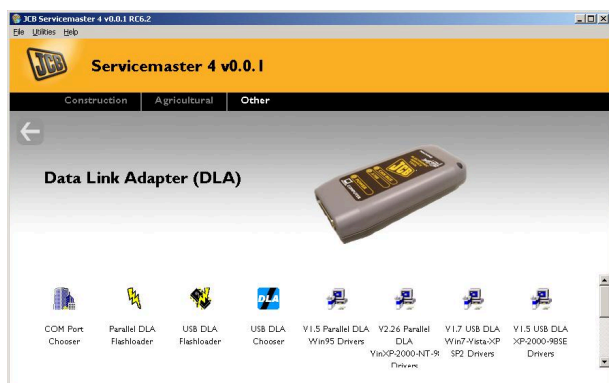 JCB Servicemaster 4 v0.0.1 RC6.2
File Utilities Help
JCB
Servicemaster 4 v0.0.1
Construction Agricultural Other
Data Link Adapter (DLA)
JCB
DLA
COM Port Parallel DLA USB DLA USB DLA V1.5 Parallel DLA V2.26 Parallel V1.7 USB DLA V1.5 USB DLA
Chooser Flashloader Flashloader Chooser Win95 Drivers DLA Win7-Vista-XP XP-2000-98SE
VinXP-2000-NT-9 SP2 Drivers Drivers
Drivers